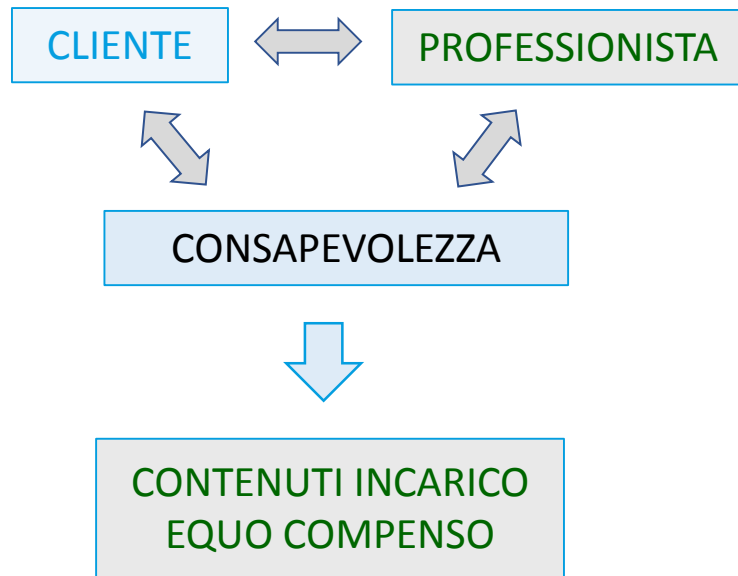 CLIENTE
PROFESSIONISTA
CONSAPEVOLEZZA
CONTENUTI INCARICO
EQUO COMPENSO